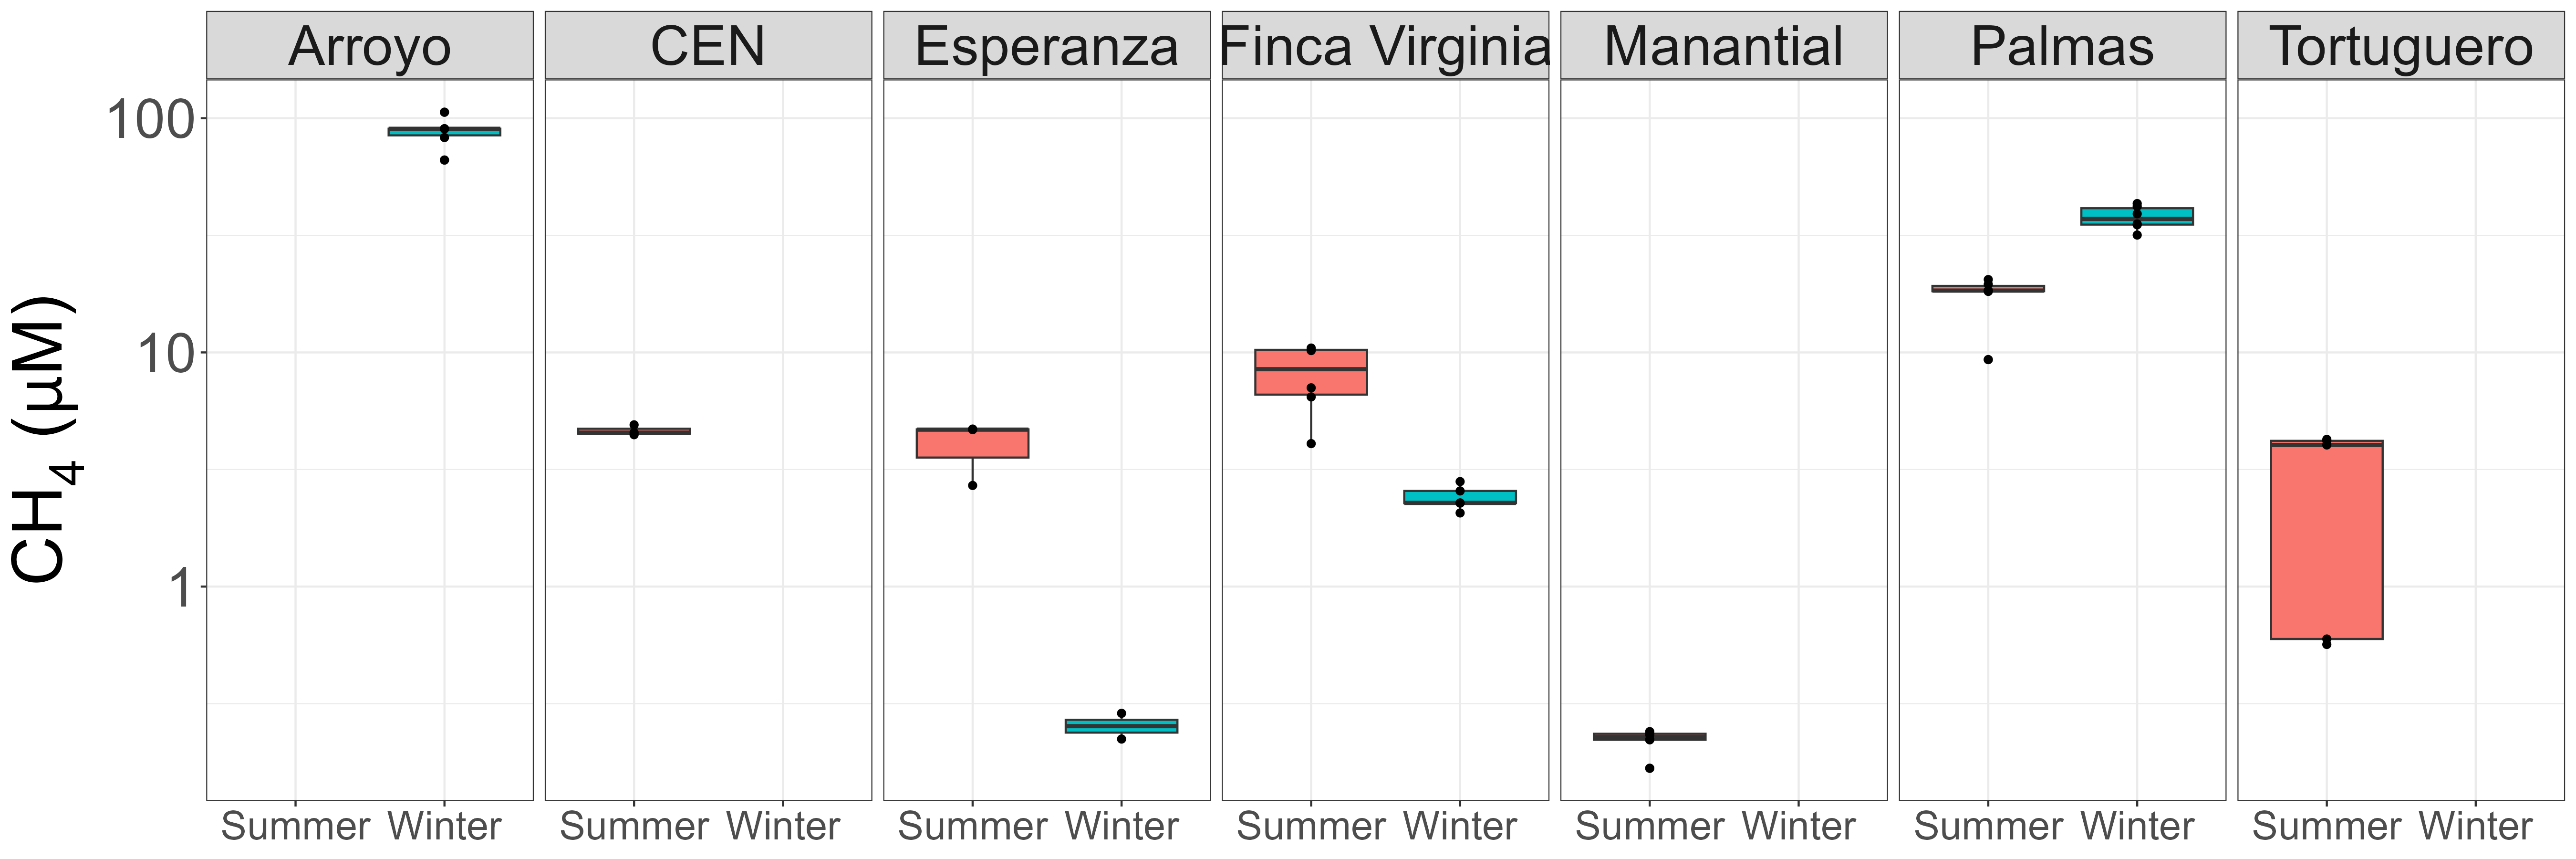 Arroyo CEN Esperanza Finca Virginia Manantial Palmas Tortuguero
100
10
1
CH₄ (µM)
Summer Winter Summer Winter Summer Winter Summer Winter Summer Winter Summer Winter Summer Winter